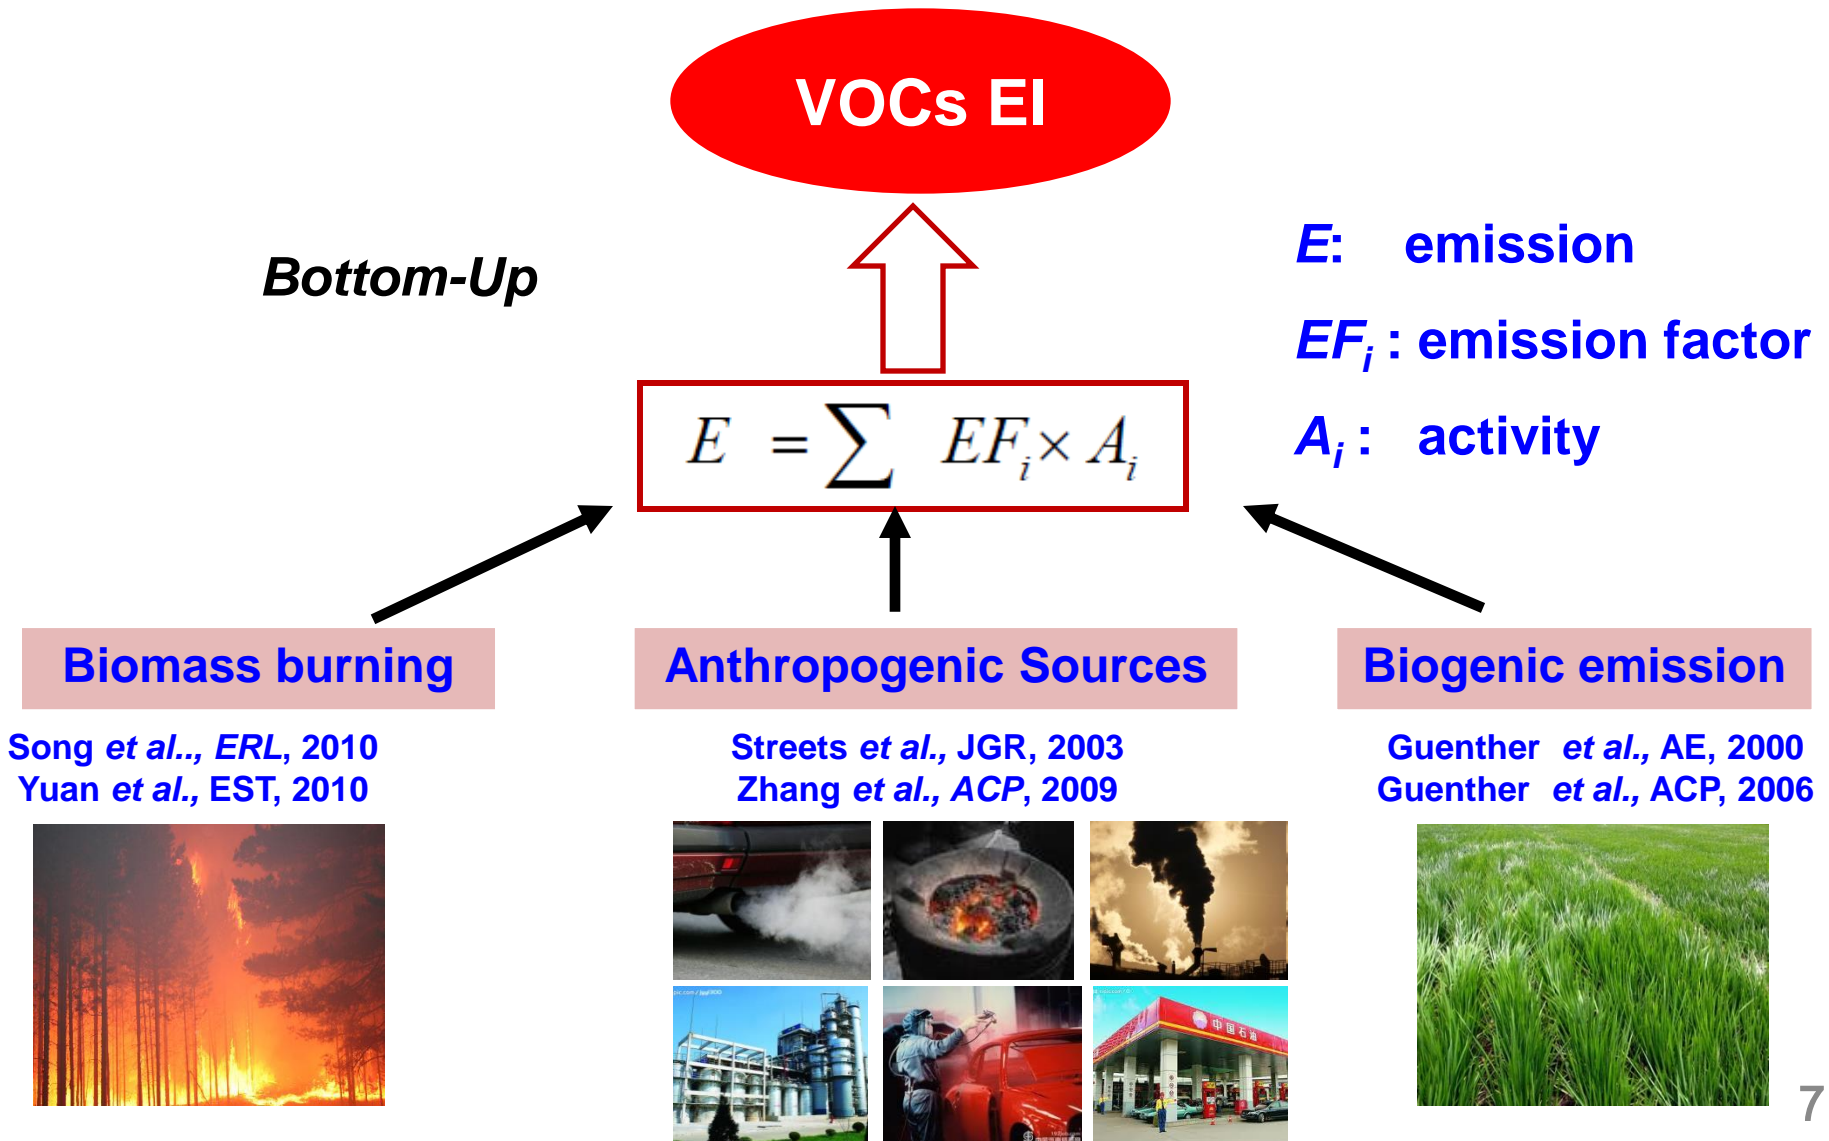 VOCs EI
Bottom-Up
E: emission
EFi : emission factor
Ai : activity
E = ∑ EFi × Ai
Biomass burning
Song et al.., ERL, 2010
Yuan et al., EST, 2010
Anthropogenic Sources
Streets et al., JGR, 2003
Zhang et al., ACP, 2009
Biogenic emission
Guenther et al., AE, 2000
Guenther et al., ACP, 2006
中国石油
7